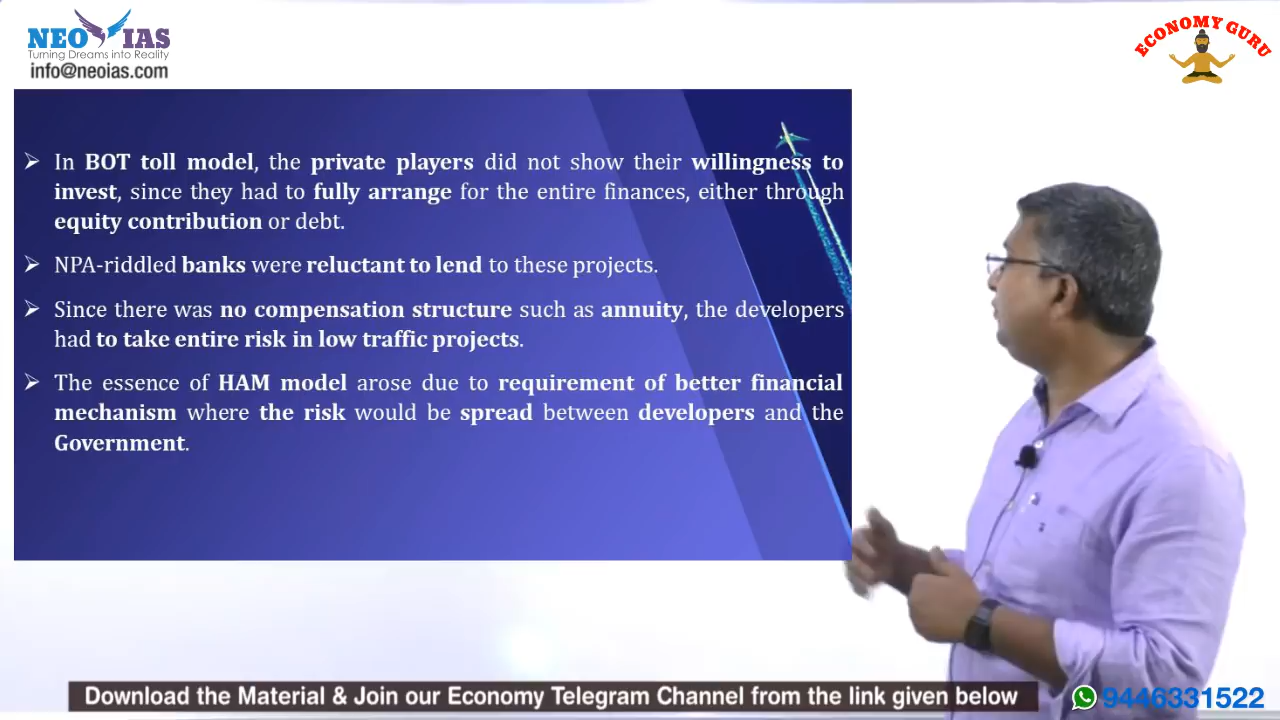 NEO IAS
Turning Dreams into Reality
info@neoias.com
ECONOMY GURU
➢ In BOT toll model, the private players did not show their willingness to
invest, since they had to fully arrange for the entire finances, either through
equity contribution or debt.
➢ NPA-riddled banks were reluctant to lend to these projects.
➢ Since there was no compensation structure such as annuity, the developers
had to take entire risk in low traffic projects.
➢ The essence of HAM model arose due to requirement of better financial
mechanism where the risk would be spread between developers and the
Government.
Download the Material & Join our Economy Telegram Channel from the link given below
9446331522